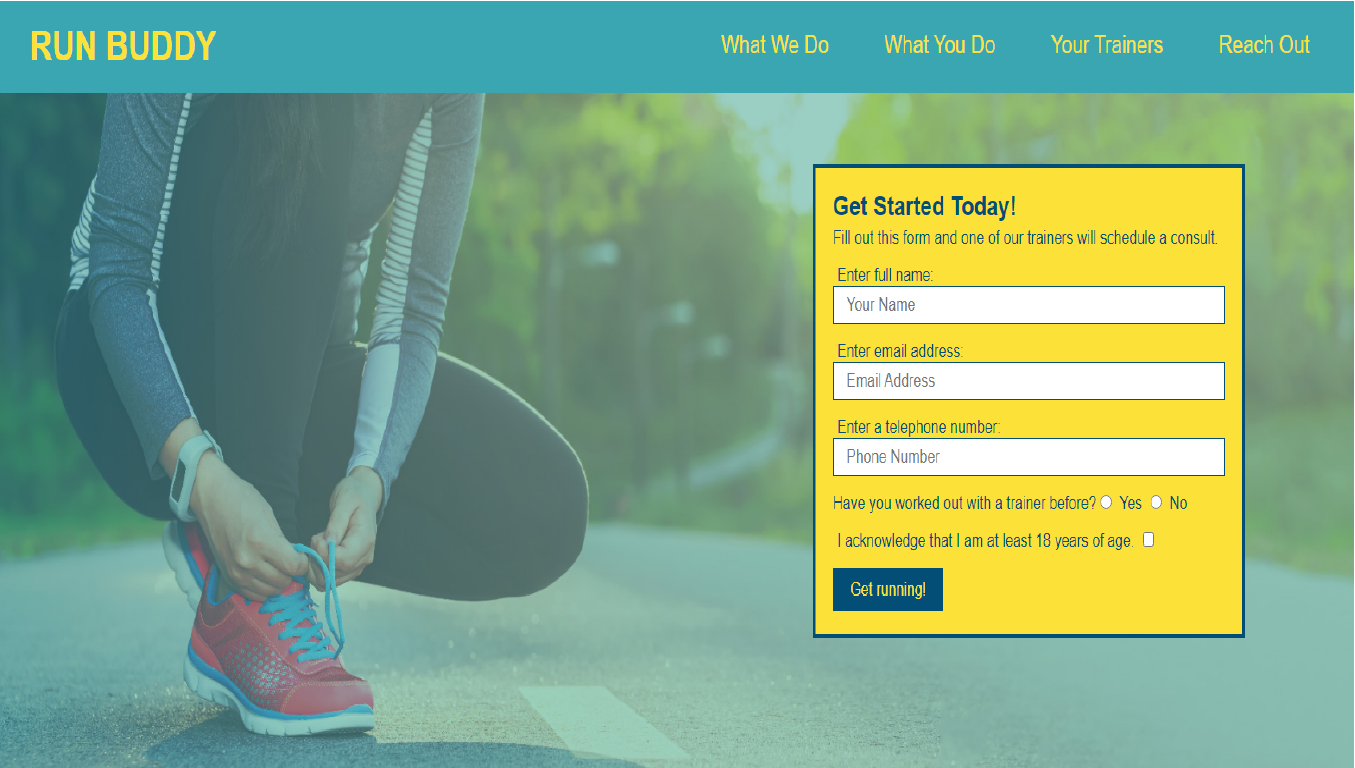 RUN BUDDY
What We Do
What You Do
Your Trainers
Reach Out
Get Started Today!
Fill out this form and one of our trainers will schedule a consult.
Enter full name:
Your Name
Enter email address:
Email Address
Enter a telephone number:
Phone Number
Have you worked out with a trainer before? Yes No
I acknowledge that I am at least 18 years of age.
Get running!